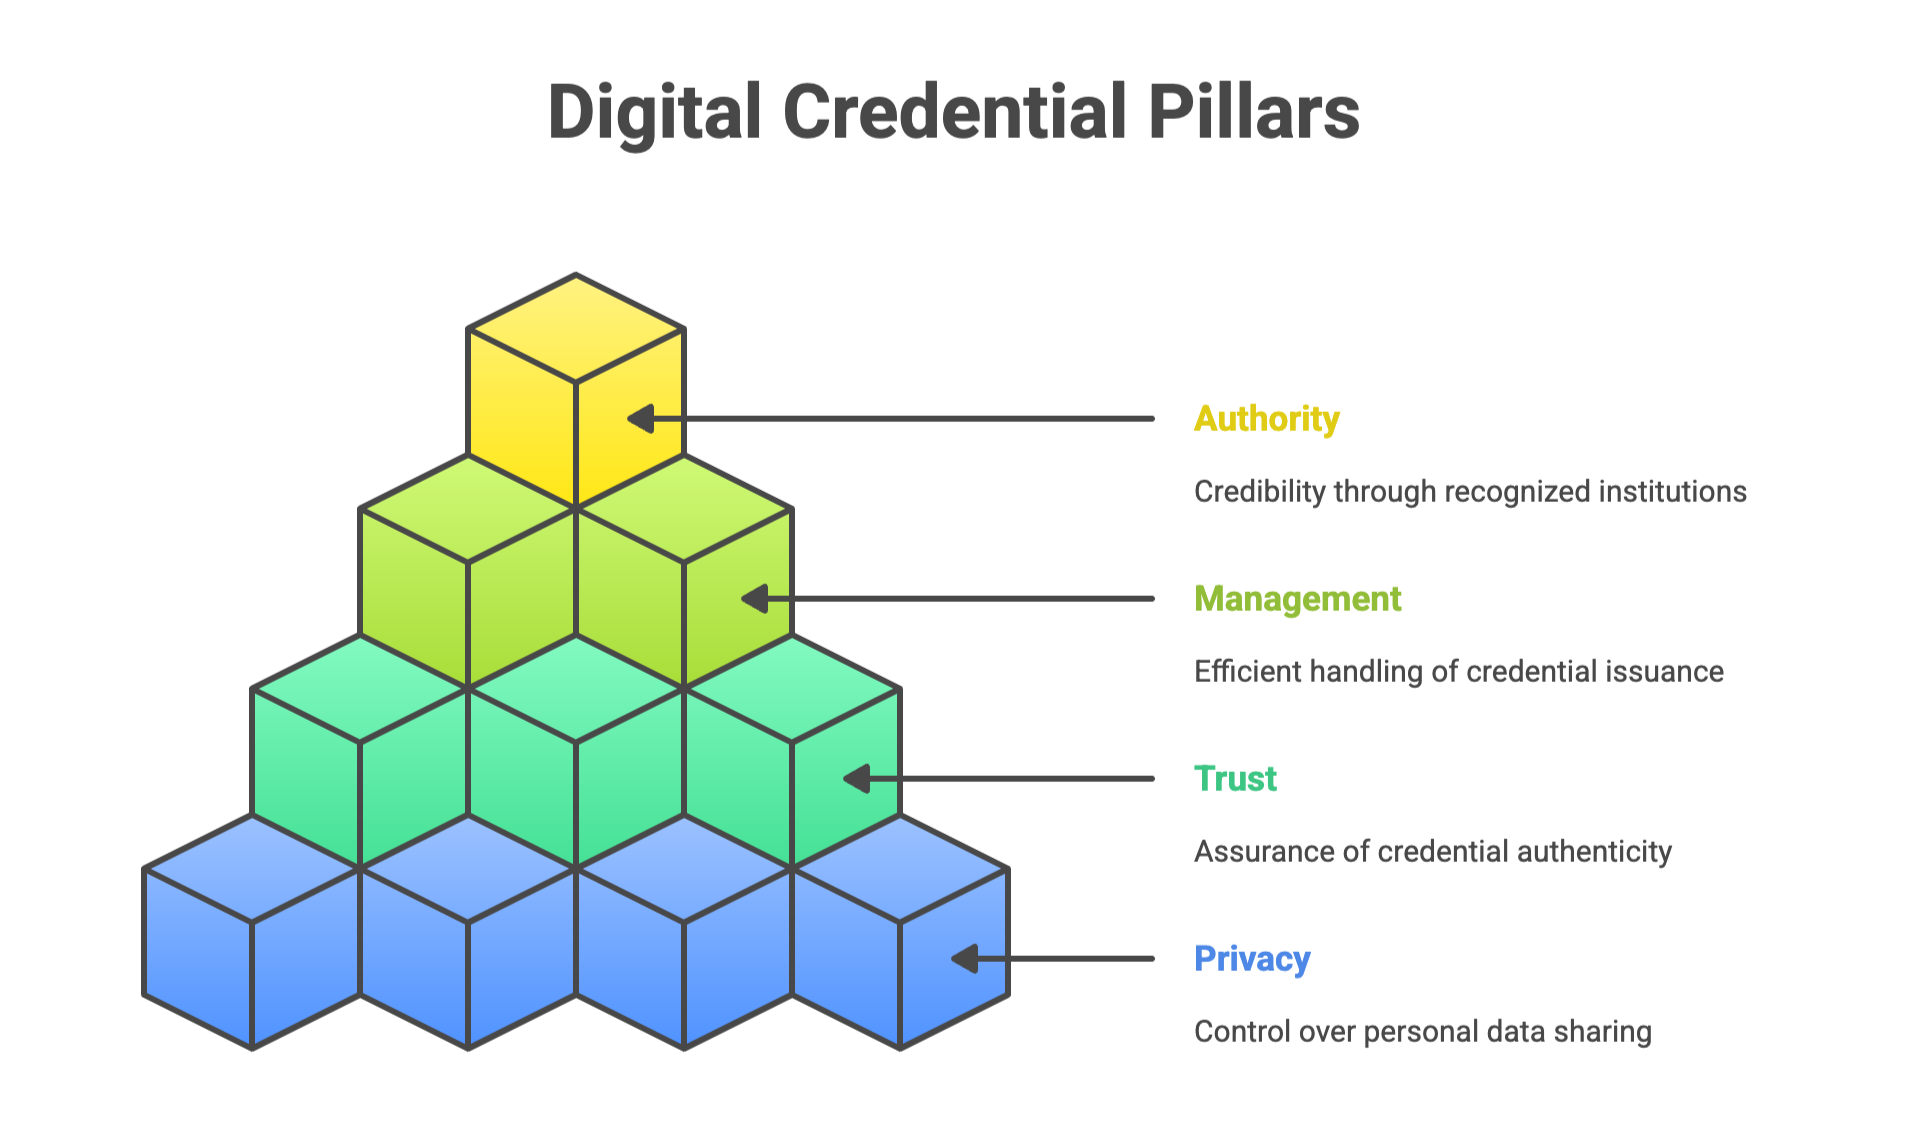 Digital Credential Pillars
Authority
Credibility through recognized institutions
Management
Efficient handling of credential issuance
Trust
Assurance of credential authenticity
Privacy
Control over personal data sharing